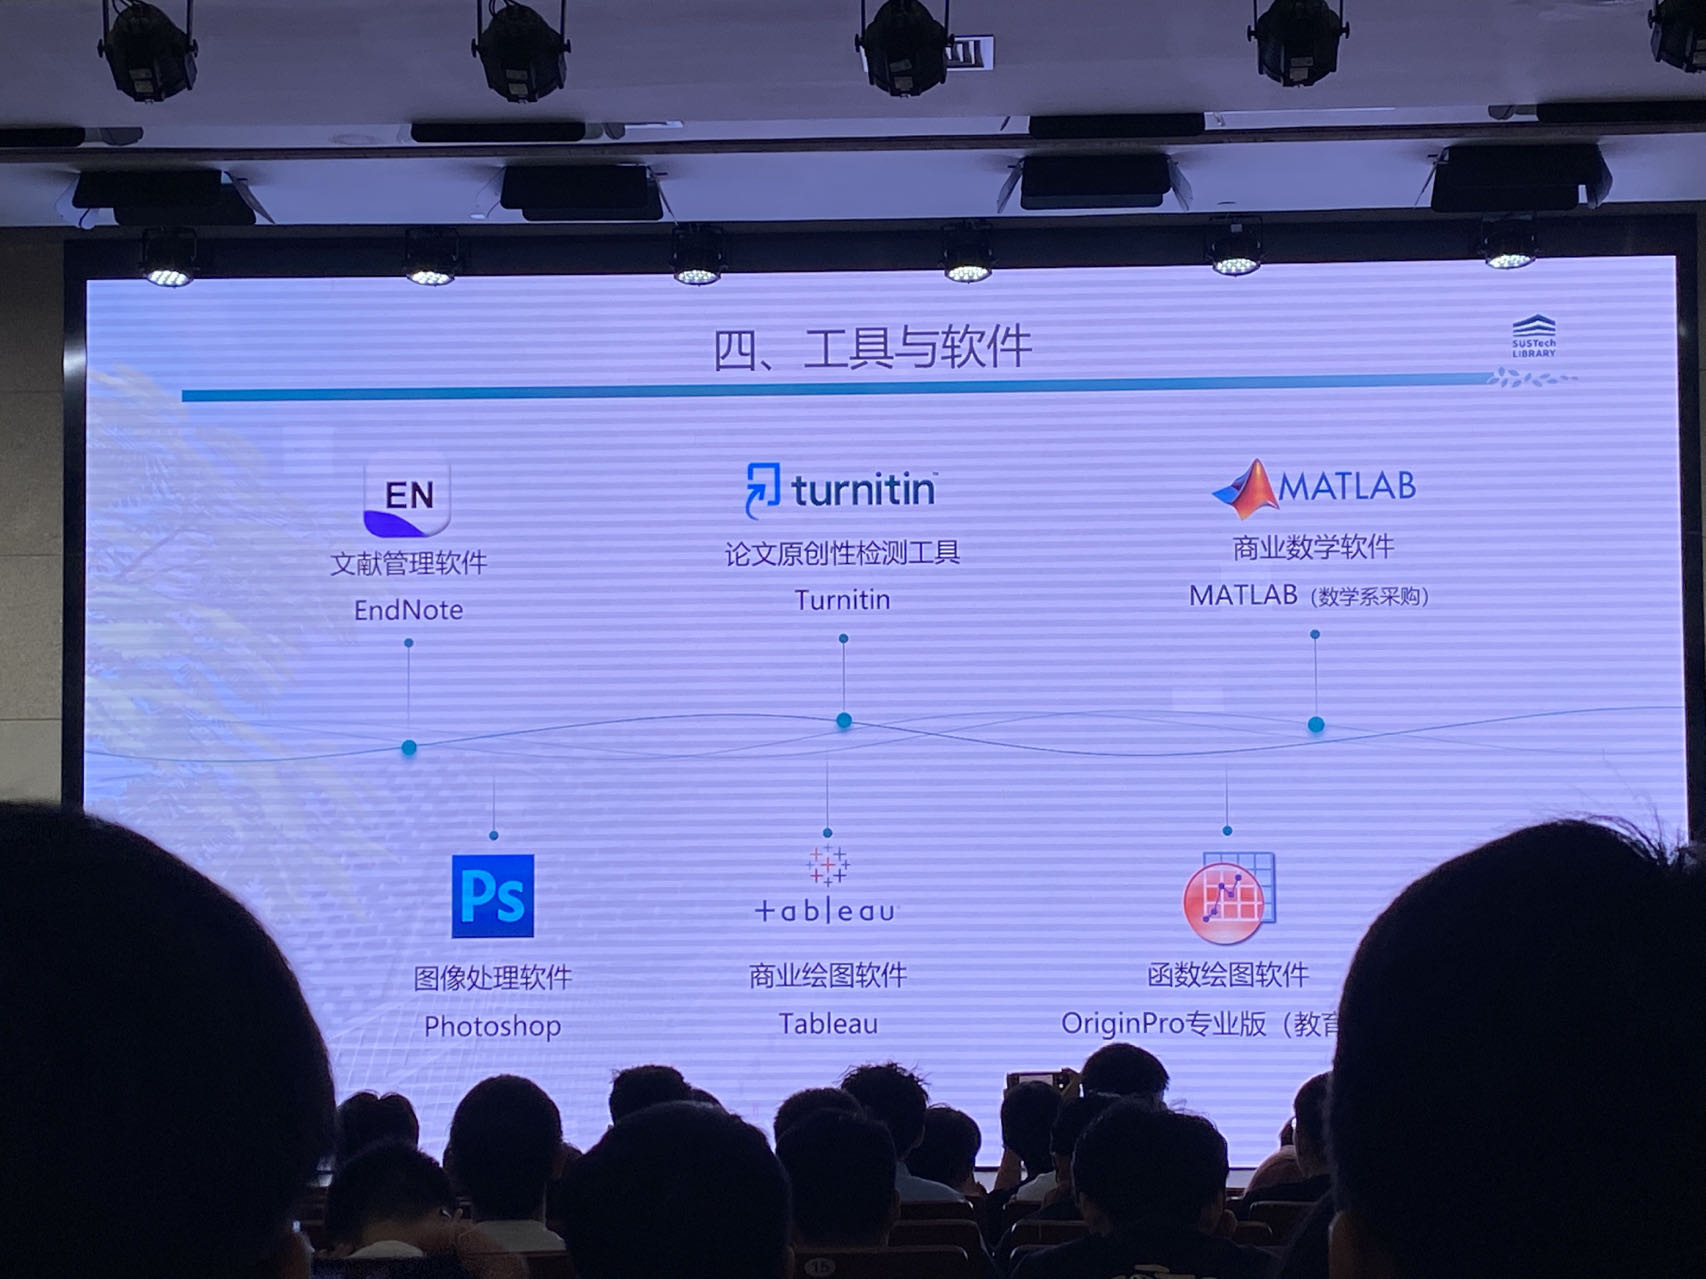 四、工具与软件
SUSTech
LIBRARY
EN
文献管理软件
EndNote
turnitin™
论文原创性检测工具
Turnitin
MATLAB
商业数学软件
MATLAB（数学系采购）
Ps
图像处理软件
Photoshop
+ableau
商业绘图软件
Tableau
函数绘图软件
OriginPro专业版（教育
15